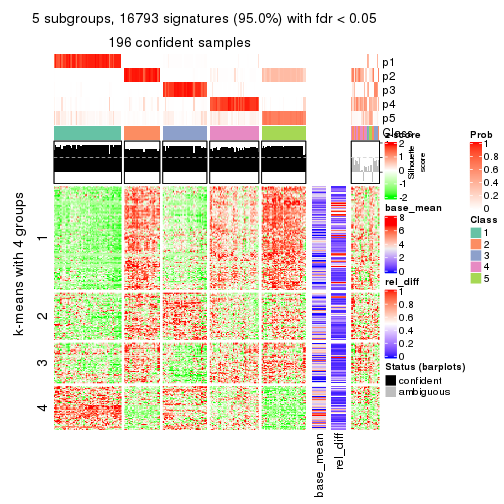 5 subgroups, 16793 signatures (95.0%) with fdr < 0.05
196 confident samples
p1
p2
p3
p4
p5
Class
Silhouette
score
k-means with 4 groups
1
2
3
4
base_mean
rel_diff
z-score
2
1
0
-1
-2
base_mean
8
6
4
2
0
rel_diff
1
0.8
0.6
0.4
0.2
0
Status (barplots)
confident
ambiguous
Prob
1
0.8
0.6
0.4
0.2
0
Class
1
2
3
4
5